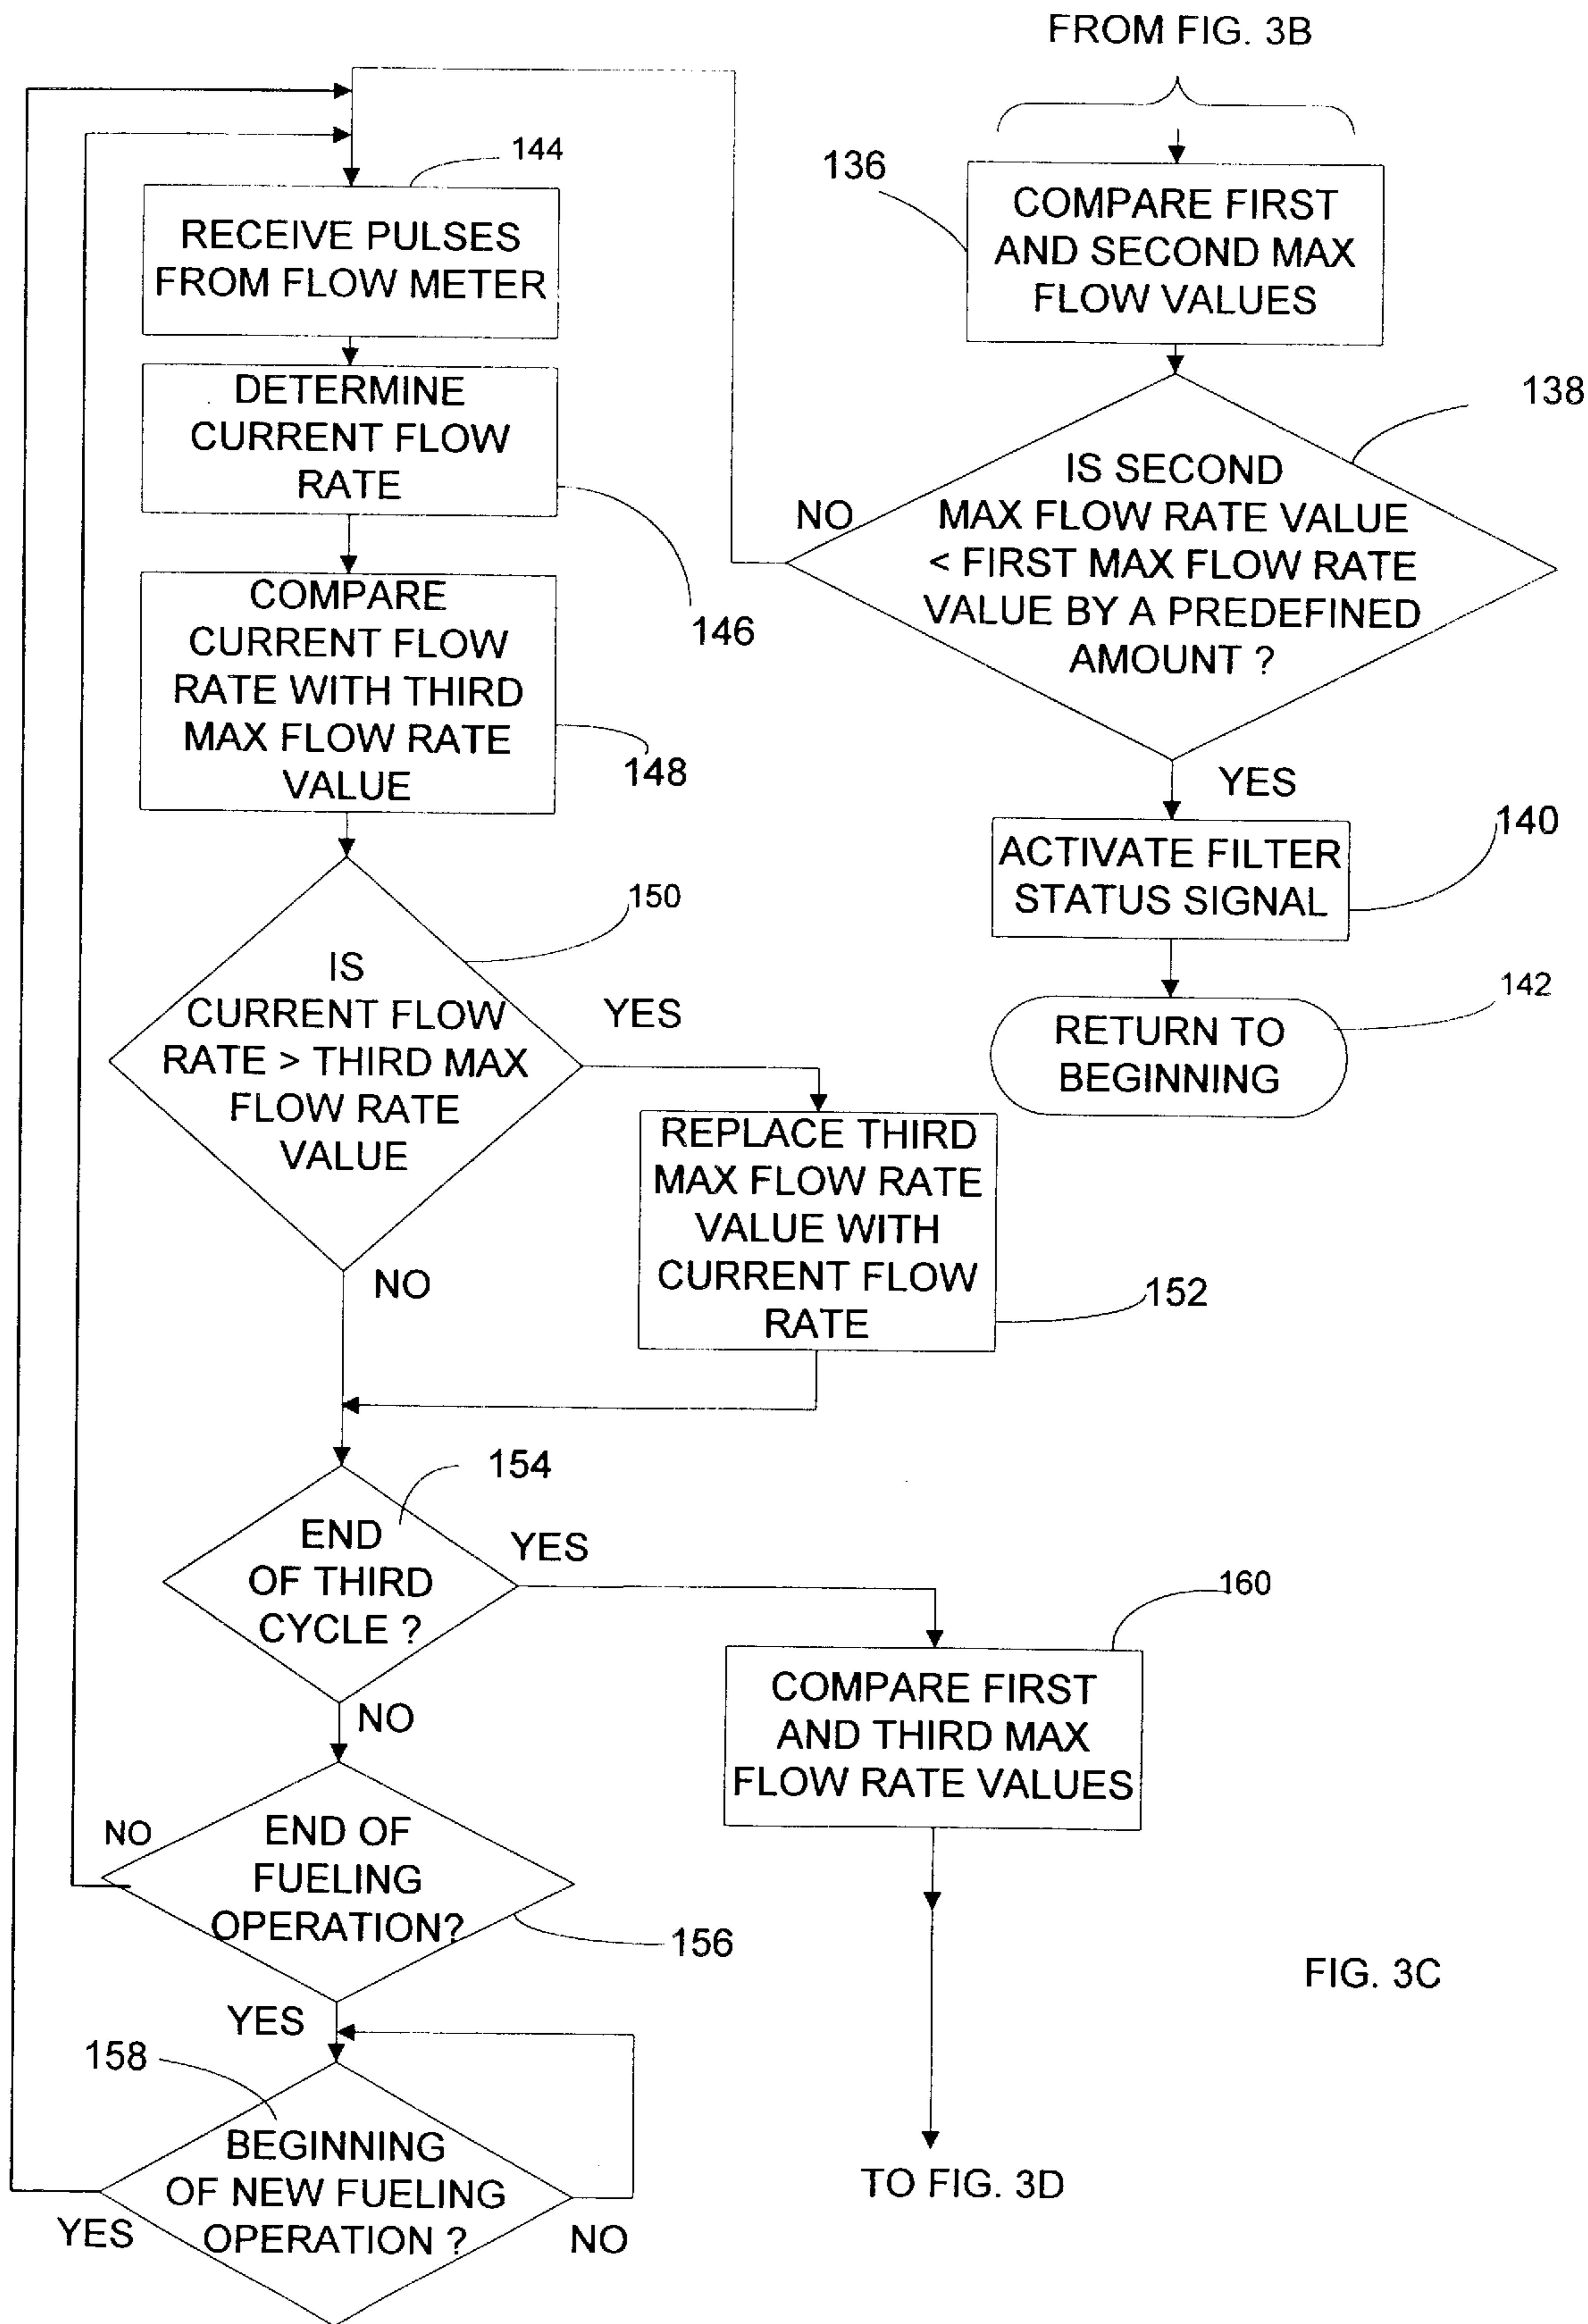 FROM FIG. 3B
136
COMPARE FIRST
AND SECOND MAX
FLOW VALUES
138
IS SECOND
MAX FLOW RATE VALUE
< FIRST MAX FLOW RATE
VALUE BY A PREDEFINED
AMOUNT ?
NO
YES
140
ACTIVATE FILTER
STATUS SIGNAL
142
RETURN TO
BEGINNING
144
RECEIVE PULSES
FROM FLOW METER
DETERMINE
CURRENT FLOW
RATE
146
COMPARE
CURRENT FLOW
RATE WITH THIRD
MAX FLOW RATE
VALUE
148
150
IS
CURRENT FLOW
RATE > THIRD MAX
FLOW RATE
VALUE
YES
NO
REPLACE THIRD
MAX FLOW RATE
VALUE WITH
CURRENT FLOW
RATE
152
154
END
OF THIRD
CYCLE ?
YES
NO
160
COMPARE FIRST
AND THIRD MAX
FLOW RATE VALUES
TO FIG. 3D
NO
END OF
FUELING
OPERATION?
156
YES
158
BEGINNING
OF NEW FUELING
OPERATION ?
YES
NO
FIG. 3C